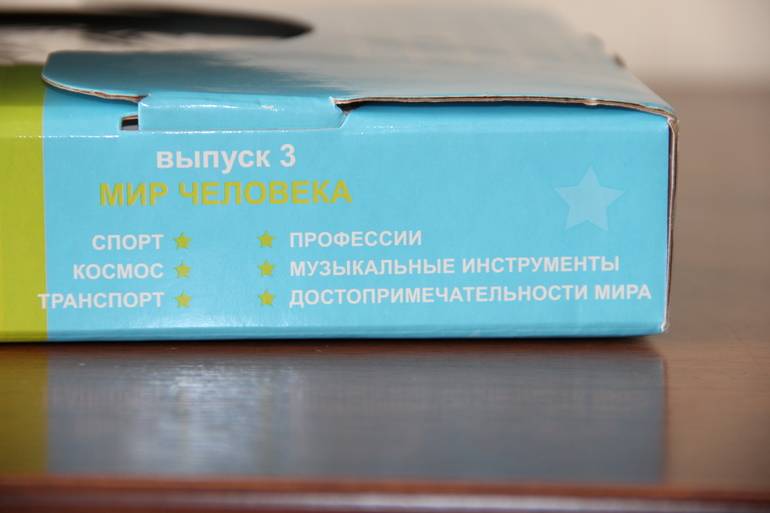 выпуск 3
МИР ЧЕЛОВЕКА
СПОРТ ★ ★ ПРОФЕССИИ
КОСМОС ★ ★ МУЗЫКАЛЬНЫЕ ИНСТРУМЕНТЫ
ТРАНСПОРТ ★ ★ ДОСТОПРИМЕЧАТЕЛЬНОСТИ МИРА